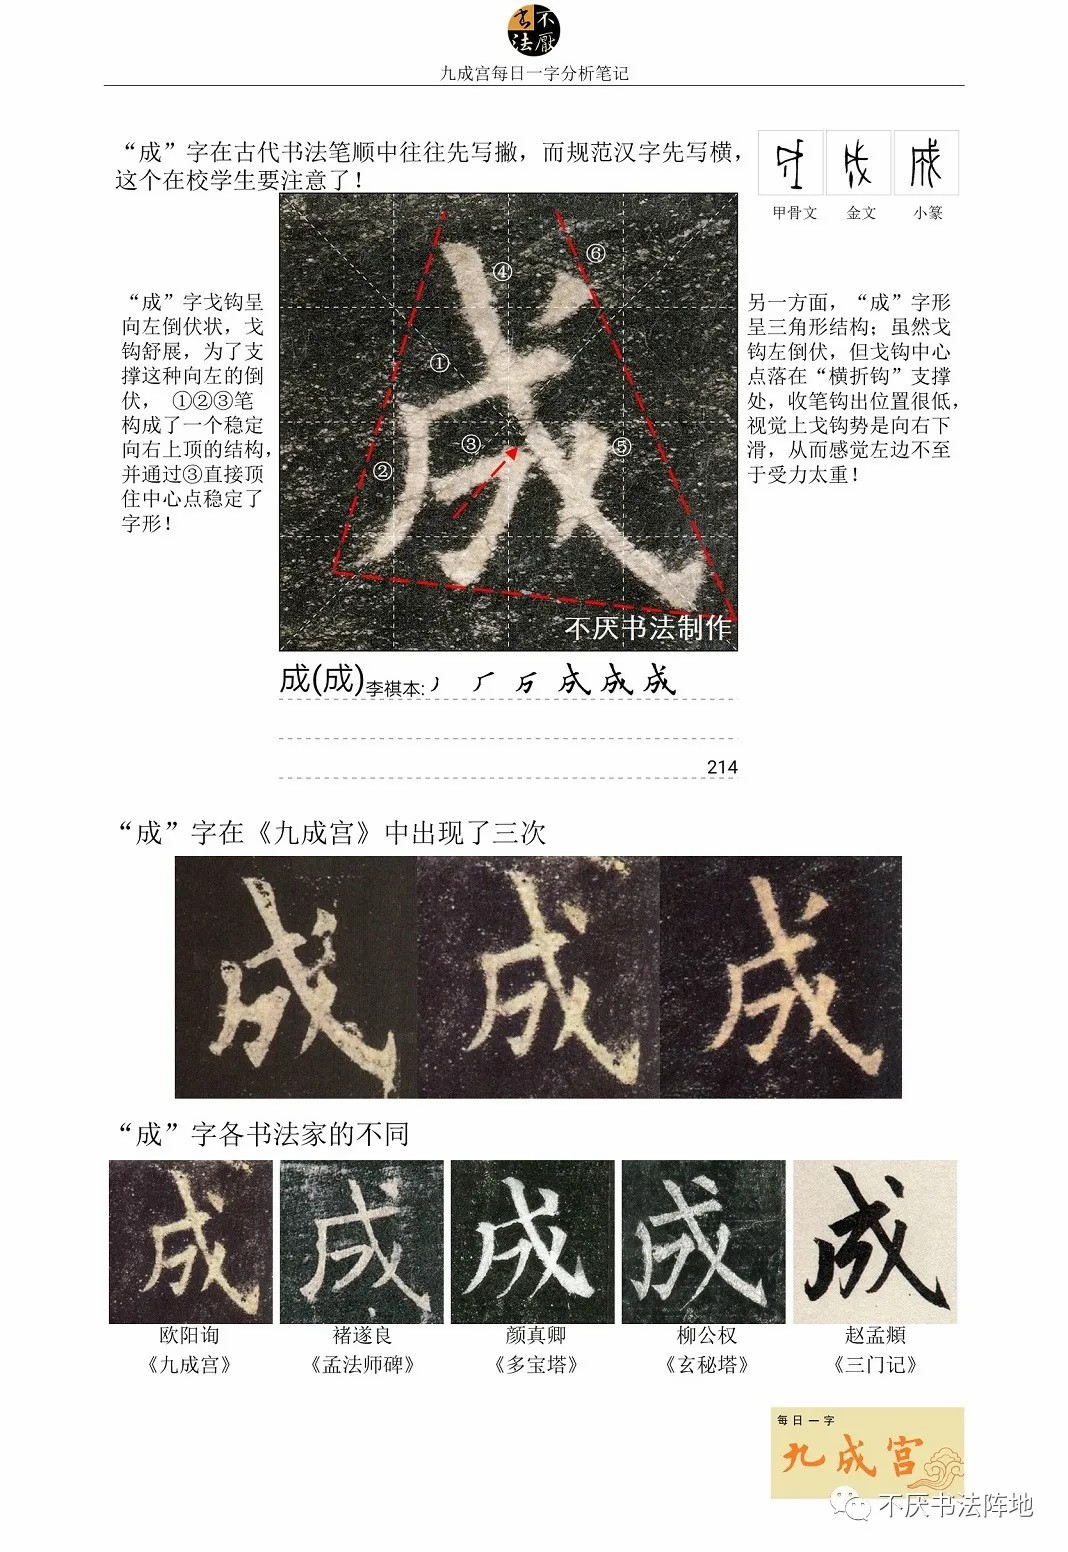 不厭書法
九成宫每日一字分析笔记
“成”字在古代书法笔顺中往往先写撇，而规范汉字先写横，
这个在校学生要注意了！
甲骨文 金文 小篆
“成”字戈钩呈
向左倒伏状，戈
钩舒展，为了支
撑这种向左的倒
伏， ①②③笔
构成了一个稳定
向右上顶的结构，
并通过③直接顶
住中心点稳定了
字形！
成
①
②
③
④
⑤
⑥
不厌书法制作
另一方面，“成”字形
呈三角形结构；虽然戈
钩左倒伏，但戈钩中心
点落在“横折钩”支撑
处，收笔钩出位置很低，
视觉上戈钩势是向右下
滑，从而感觉左边不至
于受力太重！
成(成)李祺本:丿 厂 万 成 成 成
214
“成”字在《九成宫》中出现了三次
成 成 成
“成”字各书法家的不同
成 成 成 成 成
欧阳询 褚遂良 颜真卿 柳公权 赵孟頫
《九成宫》 《孟法师碑》 《多宝塔》 《玄秘塔》 《三门记》
每日一字
九成宫
不厌书法阵地